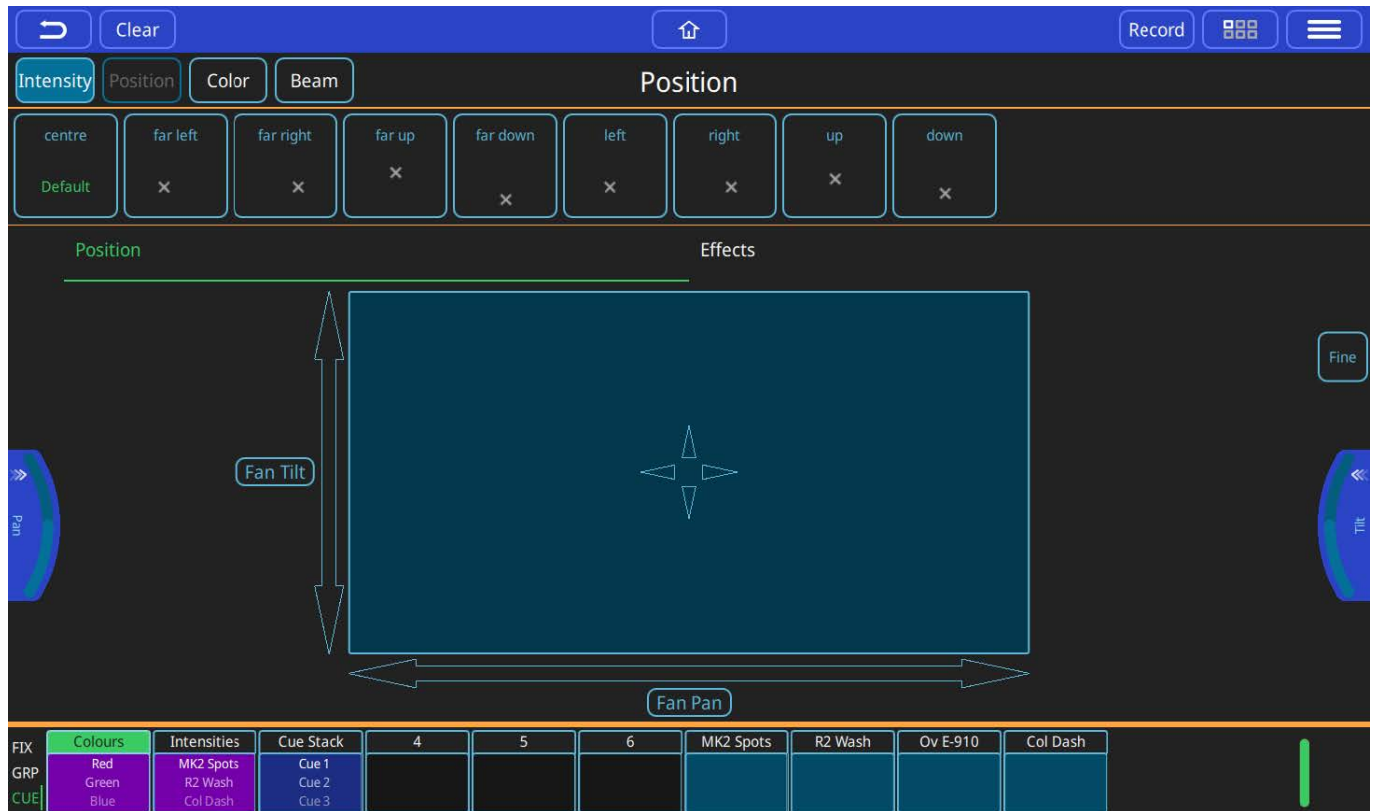 Clear
Record
Intensity Position Color Beam
Position
centre far left far right far up far down left right up down
Default
Position
Effects
Fine
Fan Tilt
Pan
Tilt
Fan Pan
FIX
GRP
CUE
Colours Intensities Cue Stack 4 5 6 MK2 Spots R2 Wash Ov E-910 Col Dash
Red MK2 Spots Cue 1
Green R2 Wash Cue 2
Blue Col Dash Cue 3